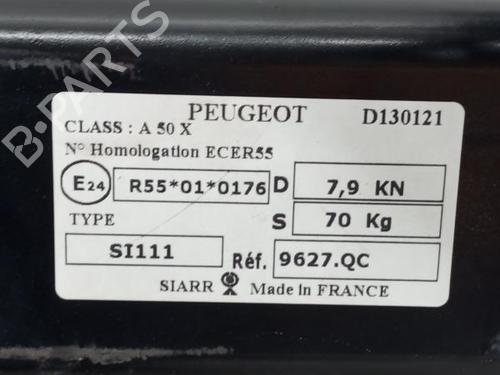 B-PARTS
PEUGEOT D130121
CLASS : A 50 X
N° Homologation ECER55
E24 R55*01*0176 D 7,9 KN
TYPE S 70 Kg
SI111 Réf. 9627.QC
SIARR Made in FRANCE